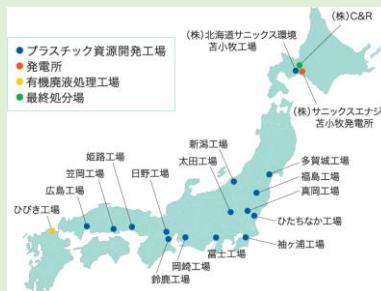 (株)C&R
(株)北海道サニックス環境
苫小牧工場
プラスチック資源開発工場
発電所
有機廃液処理工場
最終処分場
(株)サニックスエナジー
苫小牧発電所
新潟工場
太田工場
多賀城工場
福島工場
真岡工場
姫路工場
笠岡工場
日野工場
広島工場
ひびき工場
ひたちなか工場
袖ヶ浦工場
富士工場
岡崎工場
鈴鹿工場